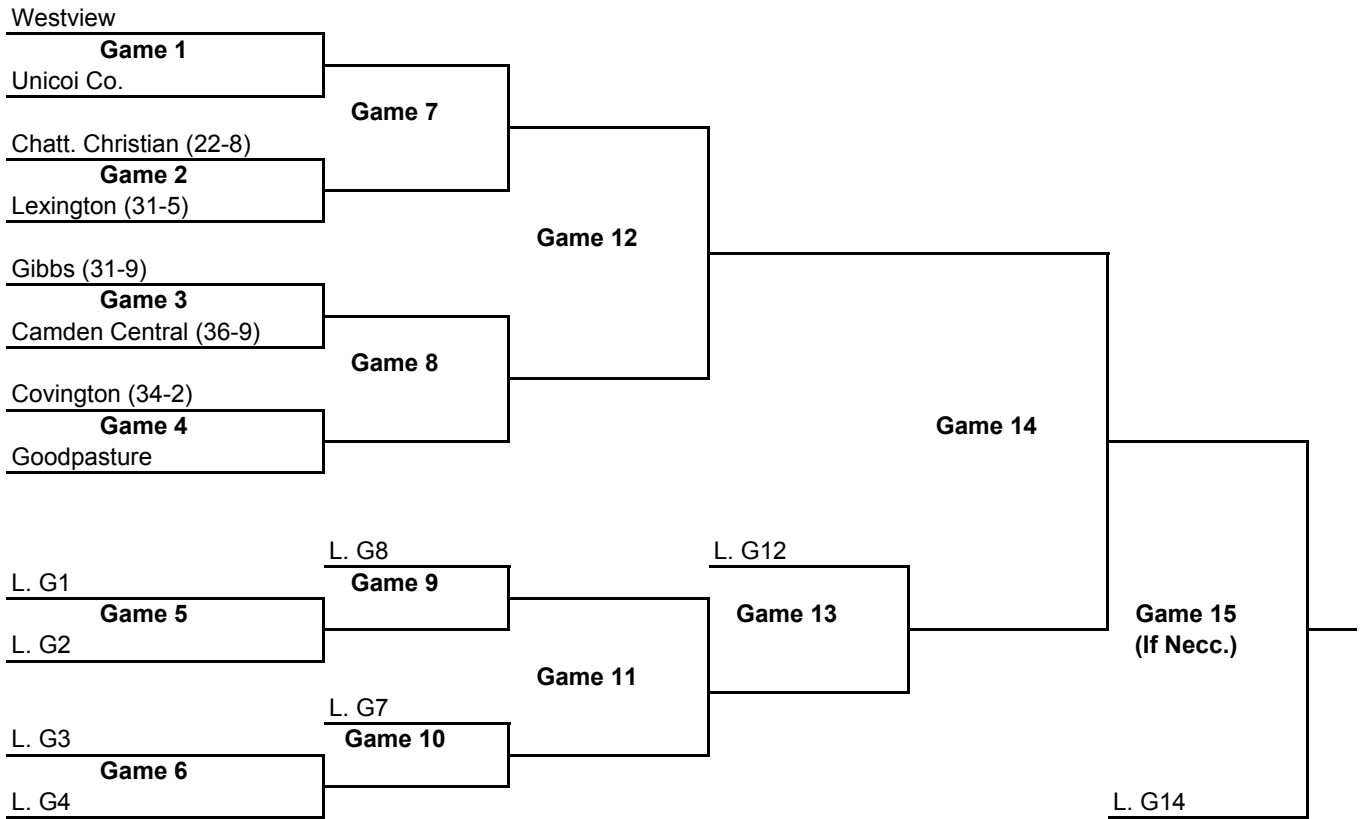 Westview
Game 1
Unicoi Co.
Game 7
Chatt. Christian (22-8)
Game 2
Lexington (31-5)
Game 12
Gibbs (31-9)
Game 3
Camden Central (36-9)
Game 8
Covington (34-2)
Game 4
Goodpasture
Game 14
L. G8
L. G12
L. G1
Game 9
Game 5
Game 13
Game 15
L. G2
(If Necc.)
Game 11
L. G7
L. G3
Game 10
Game 6
L. G4
L. G14